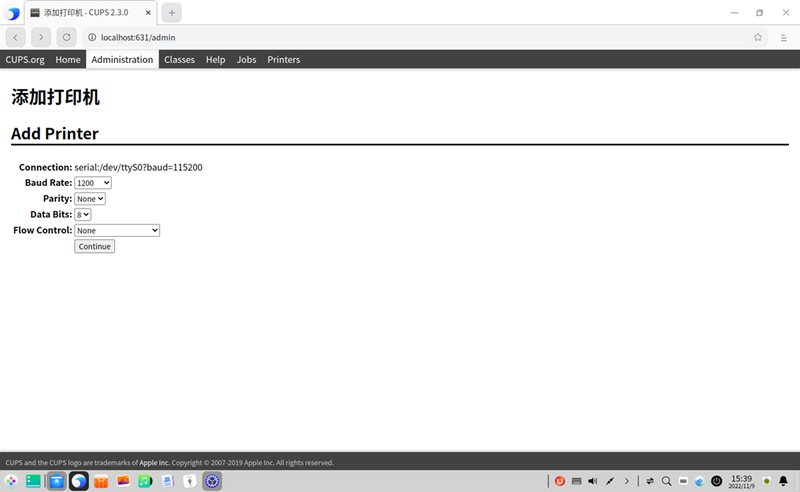 添加打印机 - CUPS 2.3.0
localhost:631/admin
CUPS.org Home Administration Classes Help Jobs Printers
添加打印机
Add Printer
Connection: serial:/dev/ttyS0?baud=115200
Baud Rate: 1200
Parity: None
Data Bits: 8
Flow Control: None
Continue
CUPS and the CUPS logo are trademarks of Apple Inc. Copyright © 2007-2019 Apple Inc. All rights reserved.
15:39
2022/11/9